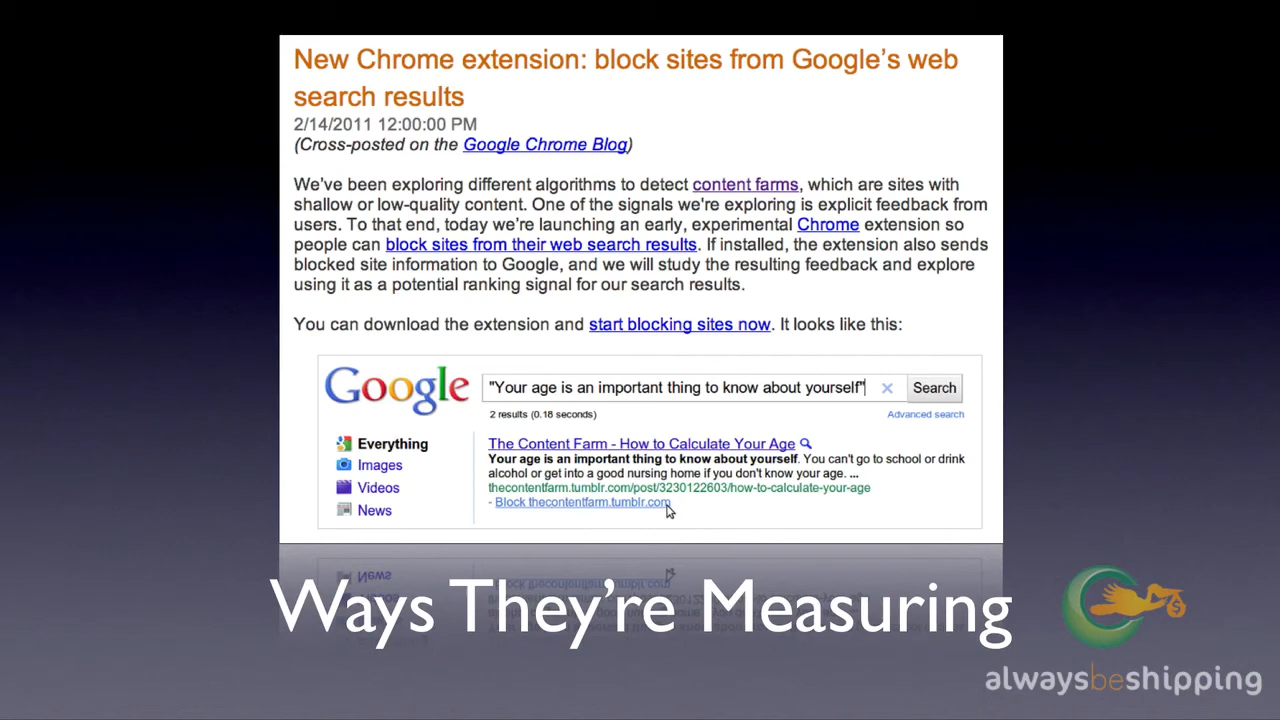 New Chrome extension: block sites from Google’s web
search results
2/14/2011 12:00:00 PM
(Cross-posted on the Google Chrome Blog)
We’ve been exploring different algorithms to detect content farms, which are sites with
shallow or low-quality content. One of the signals we're exploring is explicit feedback from
users. To that end, today we’re launching an early, experimental Chrome extension so
people can block sites from their web search results. If installed, the extension also sends
blocked site information to Google, and we will study the resulting feedback and explore
using it as a potential ranking signal for our search results.
You can download the extension and start blocking sites now. It looks like this:
Google
"Your age is an important thing to know about yourself"
Search
2 results (0.18 seconds)
Advanced search
Everything
Images
Videos
News
The Content Farm - How to Calculate Your Age
Your age is an important thing to know about yourself. You can't go to school or drink
alcohol or get into a good nursing home if you don't know your age. ...
thecontentfarm.tumblr.com/post/3230122603/how-to-calculate-your-age
- Block thecontentfarm.tumblr.com
Ways They’re Measuring
$
alwaysbeshipping